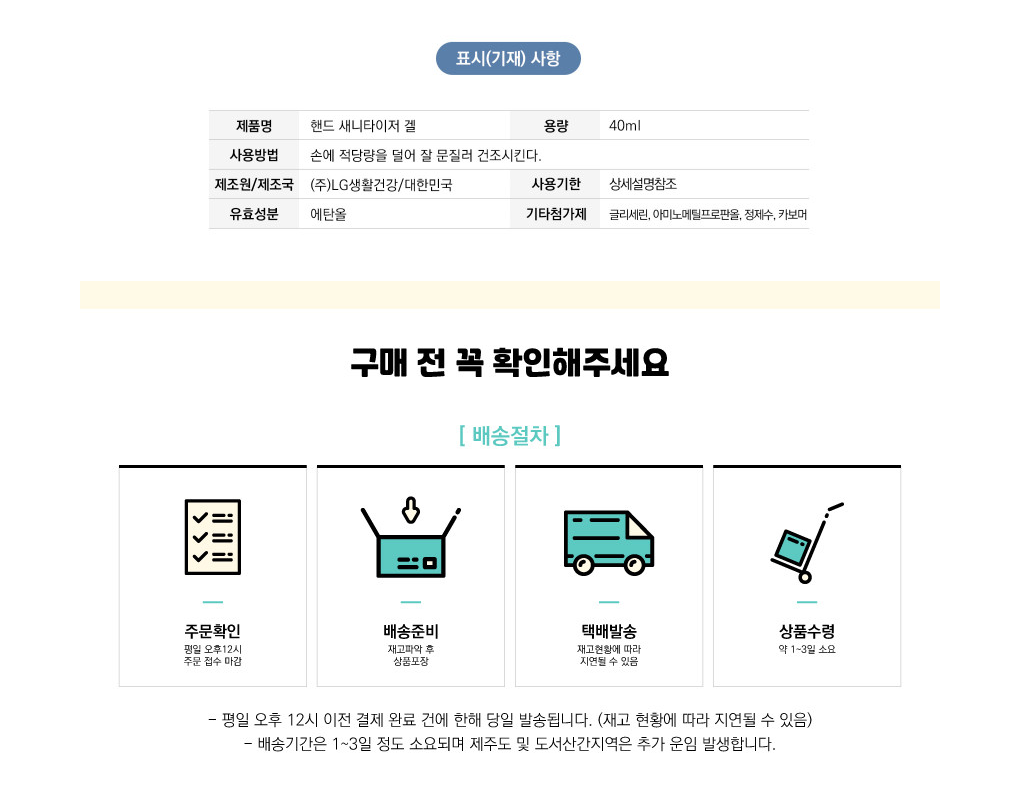 표시(기재) 사항
제품명 핸드 새니타이저 겔 용량 40ml
사용방법 손에 적당량을 덜어 잘 문질러 건조시킨다.
제조원/제조국 (주)LG생활건강/대한민국 사용기한 상세설명참조
유효성분 에탄올 기타첨가제 글리세린, 아미노메틸프로판올, 정제수, 카보머
구매 전 꼭 확인해주세요
[ 배송절차 ]
주문확인
평일 오후12시
주문 접수 마감
배송준비
재고파악 후
상품포장
택배발송
재고현황에 따라
지연될 수 있음
상품수령
약 1~3일 소요
- 평일 오후 12시 이전 결제 완료 건에 한해 당일 발송됩니다. (재고 현황에 따라 지연될 수 있음)
- 배송기간은 1~3일 정도 소요되며 제주도 및 도서산간지역은 추가 운임 발생합니다.